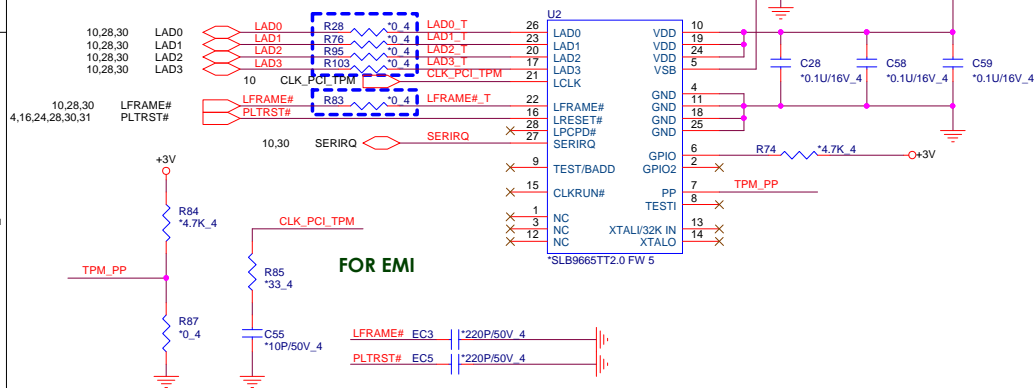 U2
10,28,30 LAD0 LAD0 R28 *0_4 LAD0_T 26 LAD0 VDD 10
10,28,30 LAD1 LAD1 R76 *0_4 LAD1_T 23 LAD1 VDD 19
10,28,30 LAD2 LAD2 R95 *0_4 LAD2_T 20 LAD2 VDD 24
10,28,30 LAD3 LAD3 R103 *0_4 LAD3_T 17 LAD3 VSB 5
10 CLK_PCI_TPM CLK_PCI_TPM 21 LCLK
C28 C58 C59
*0.1U/16V_4 *0.1U/16V_4 *0.1U/16V_4
GND 4
10,28,30 LFRAME# LFRAME# R83 *0_4 LFRAME#_T 22 LFRAME# GND 11
4,16,24,28,30,31 PLTRST# PLTRST# 16 LRESET# GND 18
28 LPCPD# GND 25
10,30 SERIRQ SERIRQ 27 SERIRQ
GPIO 6 R74 *4.7K_4 +3V
9 TEST/BADD GPIO2 2
+3V
15 CLKRUN# PP 7 TPM_PP
TESTI 8
R84
*4.7K_4
1 NC
3 NC XTALI/32K IN 13
12 NC XTALO 14
*SLB9665TT2.0 FW 5
CLK_PCI_TPM
FOR EMI
TPM_PP
R85
*33_4
R87
*0_4
C55
*10P/50V_4
LFRAME# EC3 *220P/50V_4
PLTRST# EC5 *220P/50V_4